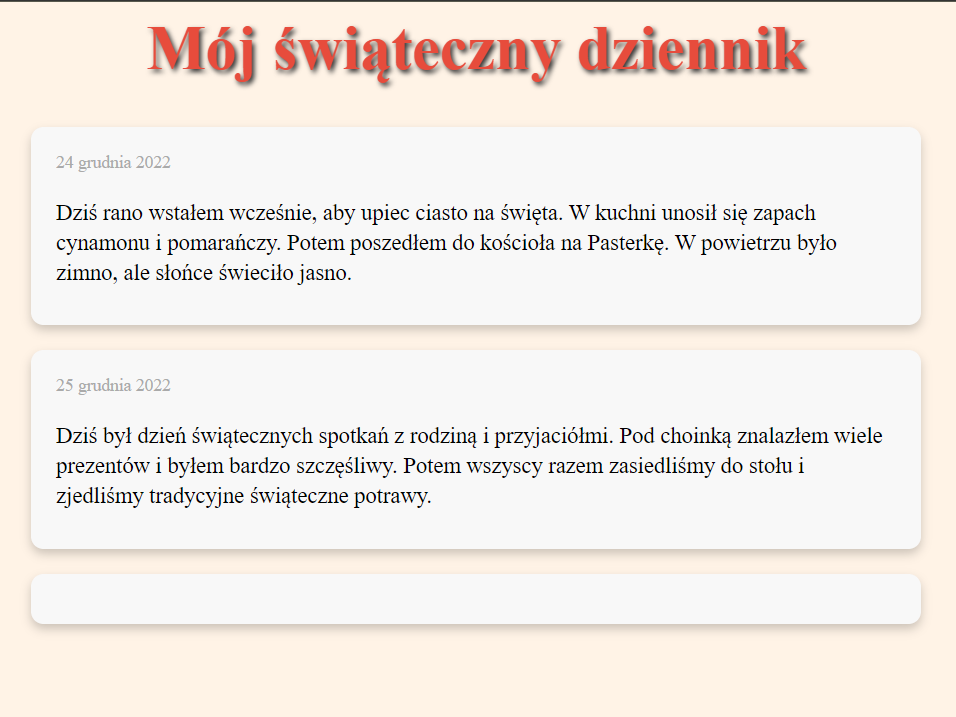 Mój świąteczny dziennik
24 grudnia 2022
Dziś rano wstałem wcześnie, aby upiec ciasto na święta. W kuchni unosił się zapach
cynamonu i pomarańczy. Potem poszedłem do kościoła na Pasterkę. W powietrzu było
zimno, ale słońce świeciło jasno.
25 grudnia 2022
Dziś był dzień świątecznych spotkań z rodziną i przyjaciółmi. Pod choinką znalazłem wiele
prezentów i byłem bardzo szczęśliwy. Potem wszyscy razem zasiedliśmy do stołu i
zjedliśmy tradycyjne świąteczne potrawy.